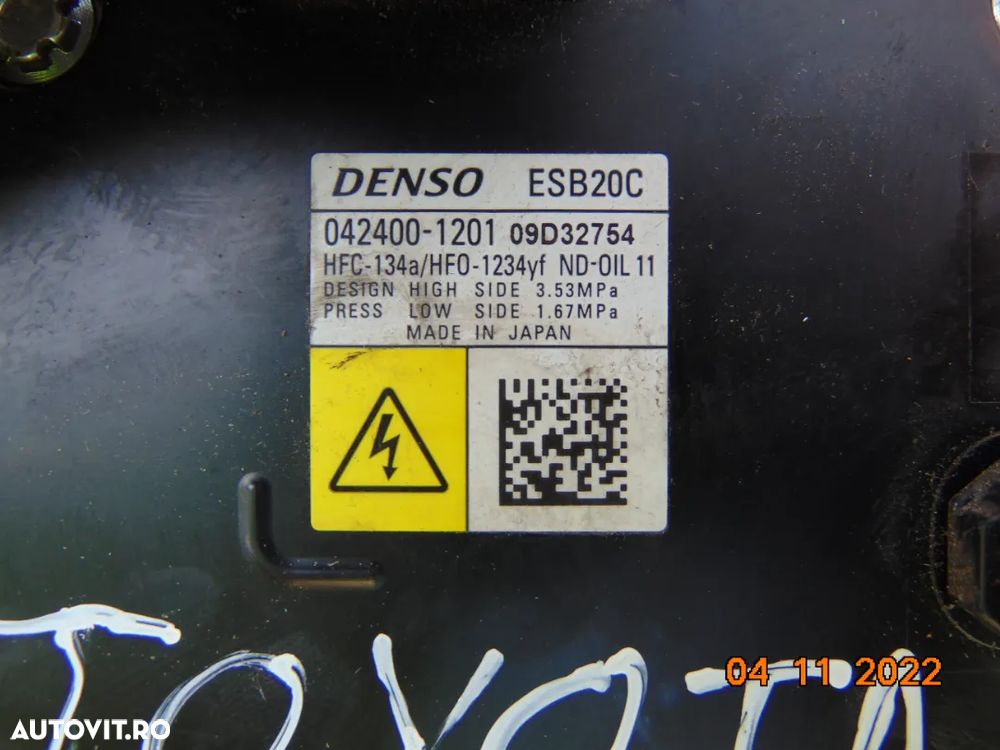 DENSO ESB20C
042400-1201 09D32754
HFC-134a/HFO-1234yf ND-OIL 11
DESIGN HIGH SIDE 3.53MPa
PRESS LOW SIDE 1.67MPa
MADE IN JAPAN
TOYOTA
04 11 2022
AUTOVIT.RO